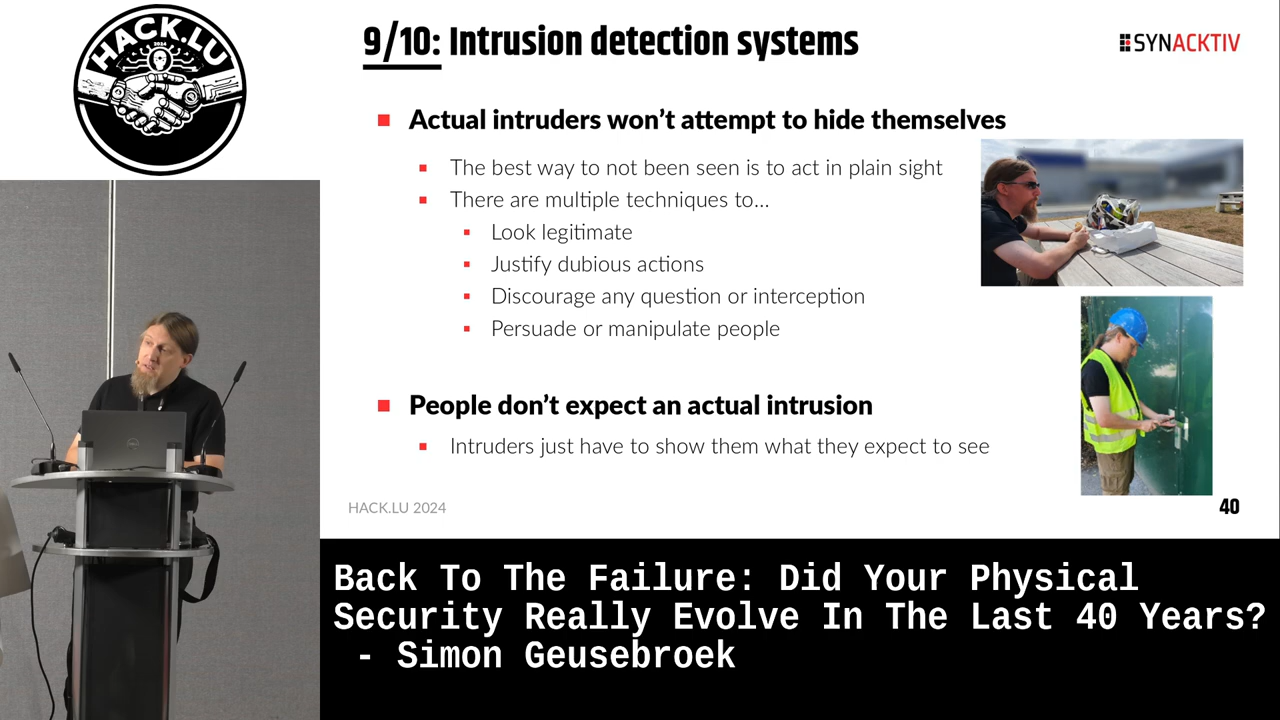 HACK.LU
2024
9/10: Intrusion detection systems
SYNACKTIV
Actual intruders won't attempt to hide themselves
The best way to not been seen is to act in plain sight
There are multiple techniques to...
Look legitimate
Justify dubious actions
Discourage any question or interception
Persuade or manipulate people
People don't expect an actual intrusion
Intruders just have to show them what they expect to see
HACK.LU 2024
40
Back To The Failure: Did Your Physical
Security Really Evolve In The Last 40 Years?
- Simon Geusebroek